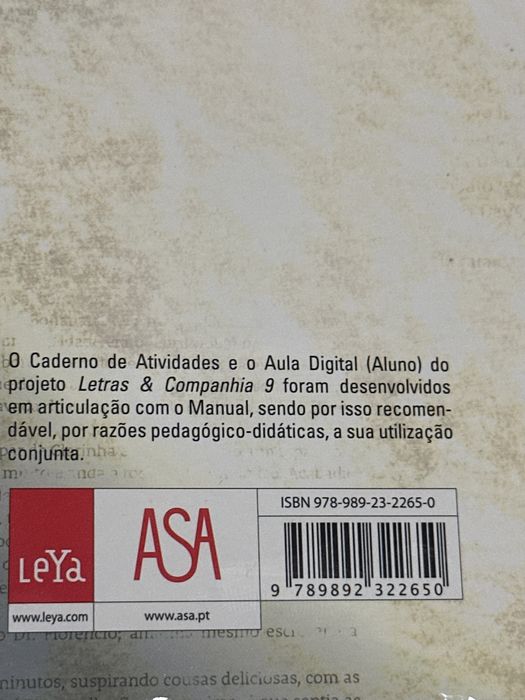 O Caderno de Atividades e o Aula Digital (Aluno) do
projeto Letras & Companhia 9 foram desenvolvidos
em articulação com o Manual, sendo por isso recomen-
dável, por razões pedagógico-didáticas, a sua utilização
conjunta.
ISBN 978-989-23-2265-0
LeYa
ASA
9 789892 322650
www.leya.com
www.asa.pt
mesmo
minutos, suspirando cousas deliciosas, com as